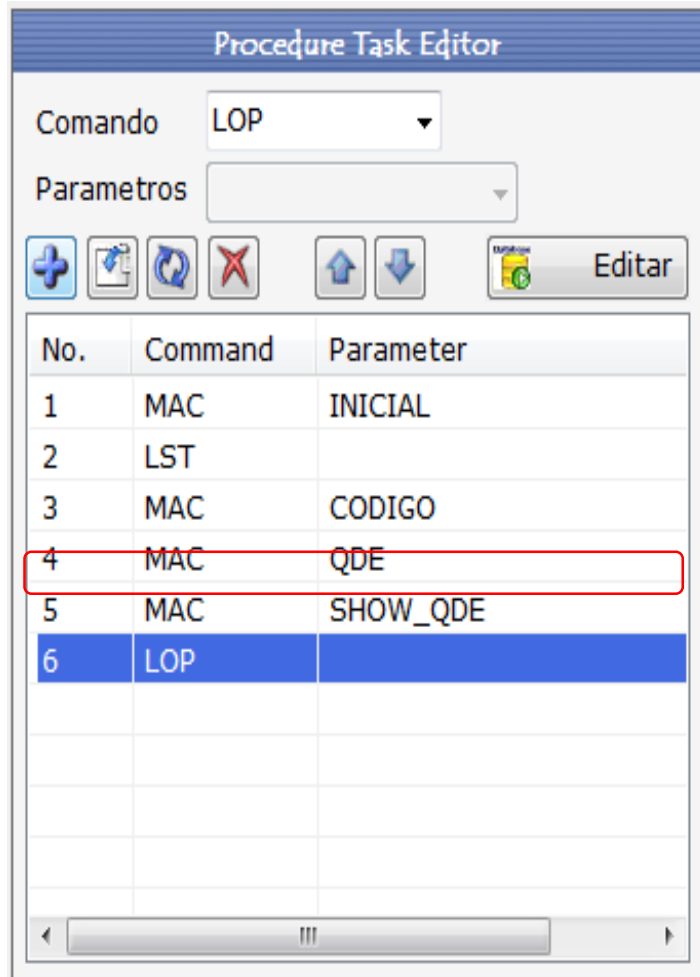 Procedure Task Editor
Comando LOP
Parametros
Editar
No. Command Parameter
1 MAC INICIAL
2 LST
3 MAC CODIGO
4 MAC QDE
5 MAC SHOW_QDE
6 LOP